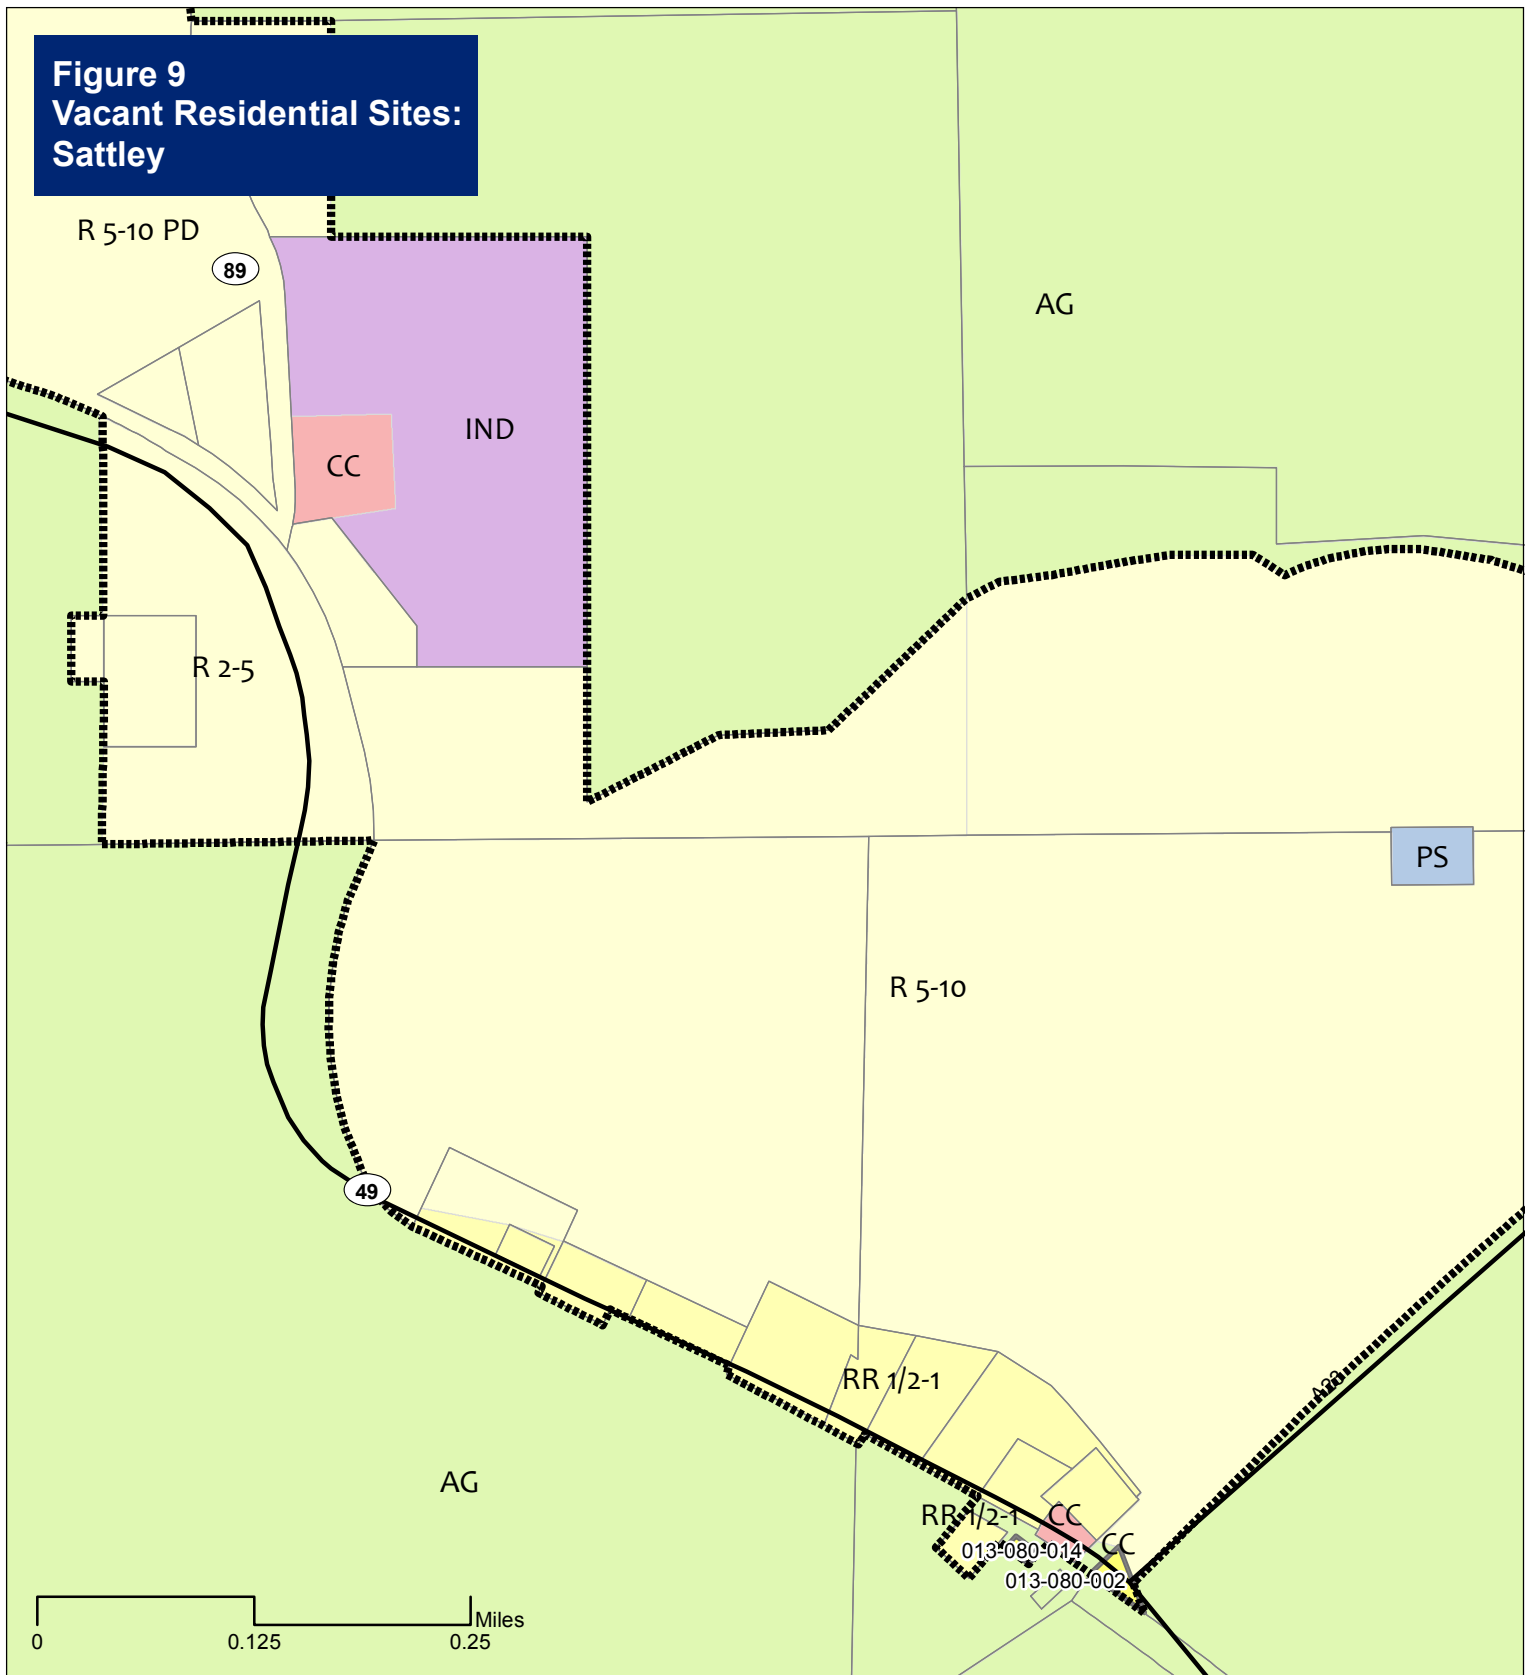 Figure 9
Vacant Residential Sites:
Sattley
R 5-10 PD
89
AG
IND
CC
R 2-5
PS
R 5-10
49
RR 1/2-1
A23
AG
RR 1/2-1
CC
CC
013-080-014
013-080-002
Miles
0
0.125
0.25